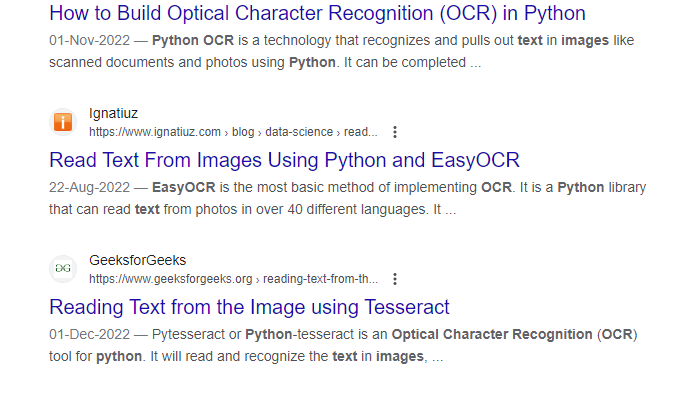 How to Build Optical Character Recognition (OCR) in Python
01-Nov-2022 — Python OCR is a technology that recognizes and pulls out text in images like
scanned documents and photos using Python. It can be completed ...
Ignatiuz
https://www.ignatiuz.com › blog › data-science › read...
Read Text From Images Using Python and EasyOCR
22-Aug-2022 — EasyOCR is the most basic method of implementing OCR. It is a Python library
that can read text from photos in over 40 different languages. It ...
GeeksforGeeks
https://www.geeksforgeeks.org › reading-text-from-th...
Reading Text from the Image using Tesseract
01-Dec-2022 — Pytesseract or Python-tesseract is an Optical Character Recognition (OCR)
tool for python. It will read and recognize the text in images, ...